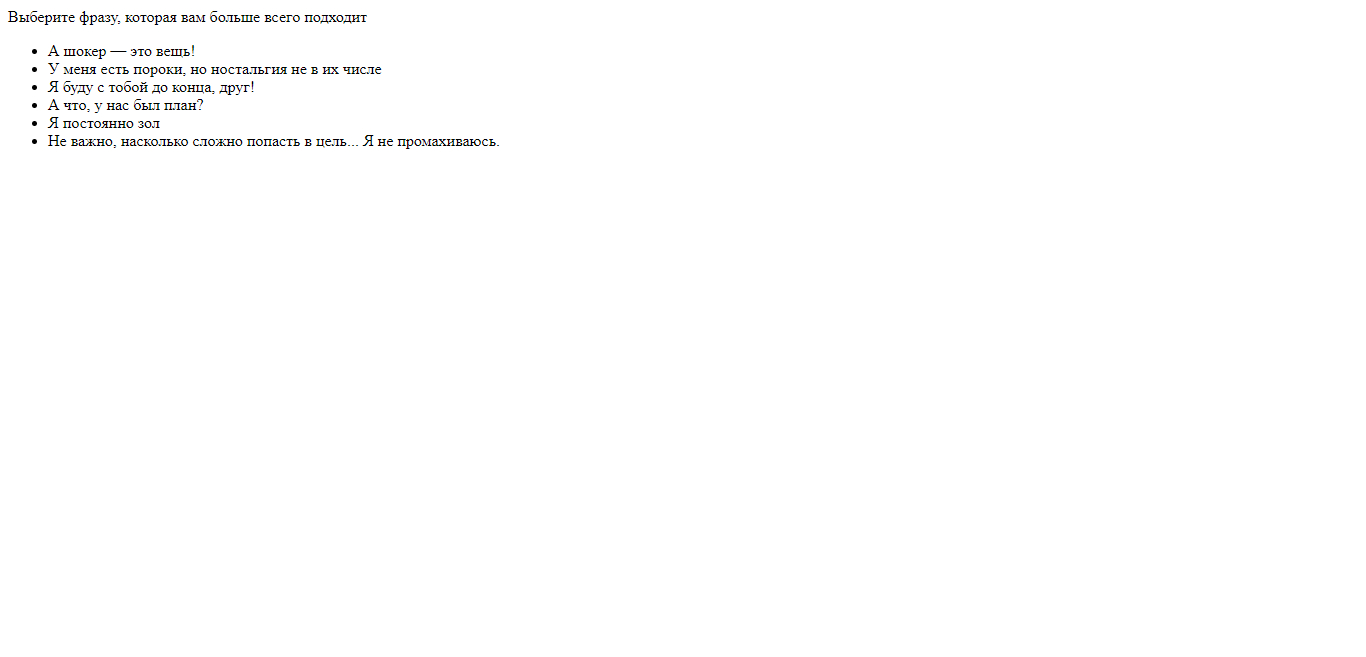 Выберите фразу, которая вам больше всего подходит
А шокер — это вещь!
У меня есть пороки, но ностальгия не в их числе
Я буду с тобой до конца, друг!
А что, у нас был план?
Я постоянно зол
Не важно, насколько сложно попасть в цель... Я не промахиваюсь.